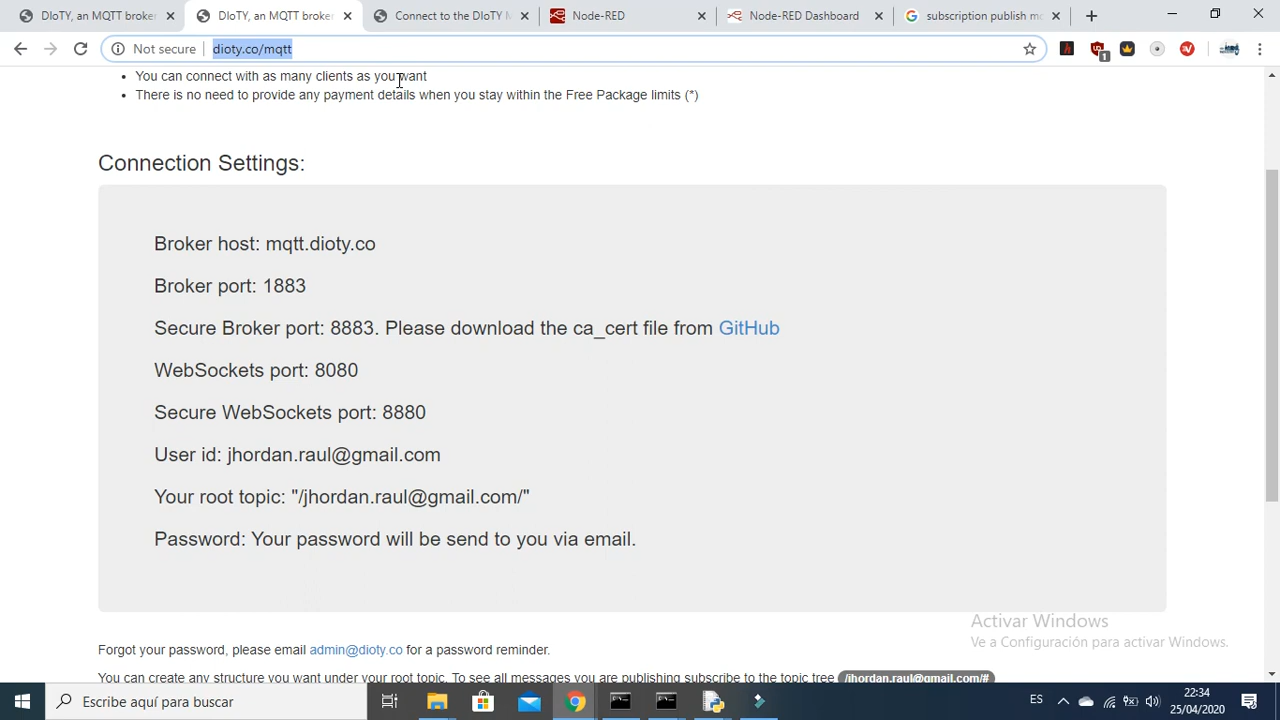 DIoTY, an MQTT broke
DIoTY, an MQTT broke
Connect to the DIoTY M
Node-RED
Node-RED Dashboard
subscription publish mo
Not secure
dioty.co/mqtt
1
You can connect with as many clients as you want
There is no need to provide any payment details when you stay within the Free Package limits (*)
Connection Settings:
Broker host: mqtt.dioty.co
Broker port: 1883
Secure Broker port: 8883. Please download the ca_cert file from GitHub
WebSockets port: 8080
Secure WebSockets port: 8880
User id: jhordan.raul@gmail.com
Your root topic: "/jhordan.raul@gmail.com/"
Password: Your password will be send to you via email.
Activar Windows
Ve a Configuración para activar Windows.
Forgot your password, please email admin@dioty.co for a password reminder.
You can create any structure you want under your root topic. To see all messages you are publishing subscribe to the topic tree /jhordan.raul@gmail.com/#
Escribe aquí para buscar
ES
22:34
25/04/2020